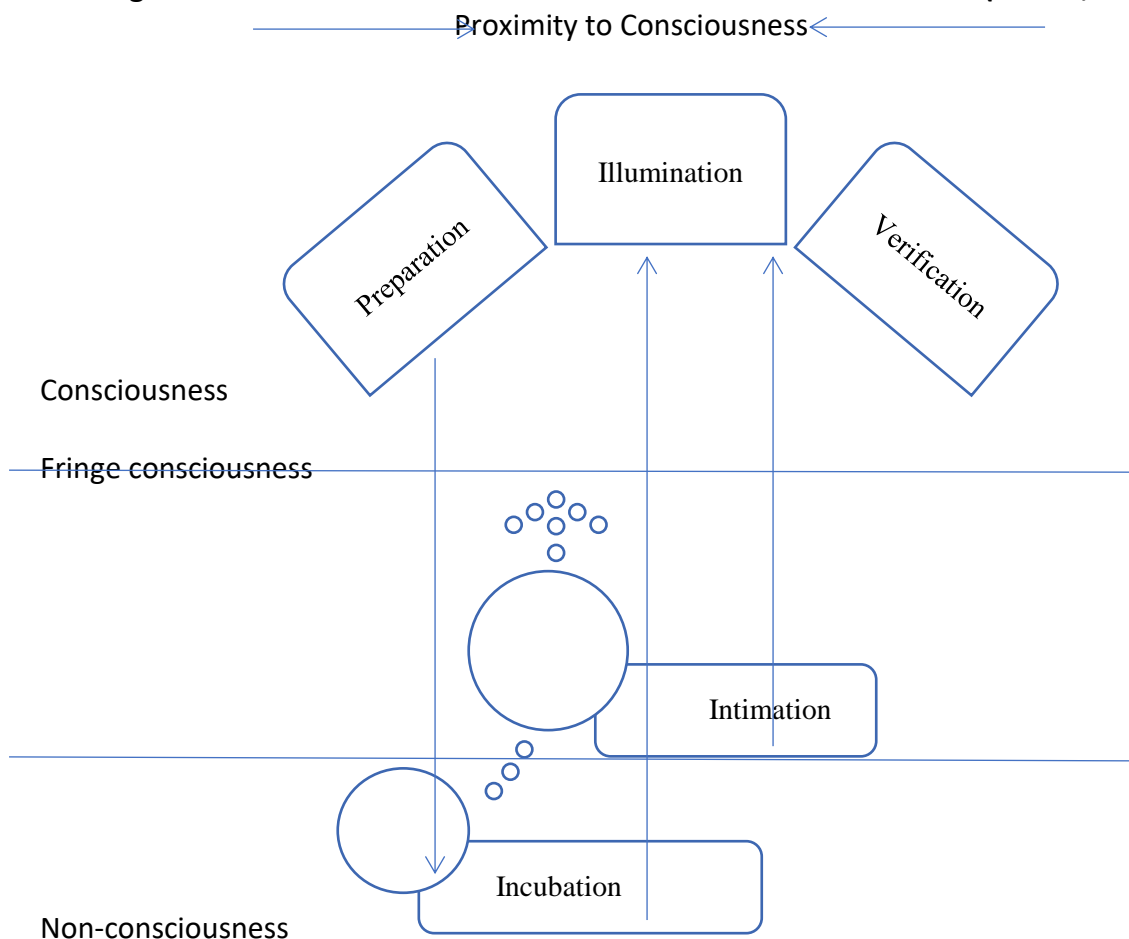 Proximity to Consciousness
Illumination
Preparation
Verification
Consciousness
Fringe consciousness
Intimation
Incubation
Non-consciousness